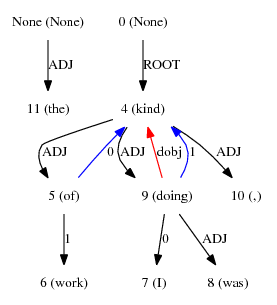 None (None) 0 (None)
ADJ ROOT
11 (the) 4 (kind)
ADJ 0 ADJ dobj 1 ADJ
5 (of) 9 (doing) 10 (,)
1 0 ADJ
6 (work) 7 (I) 8 (was)